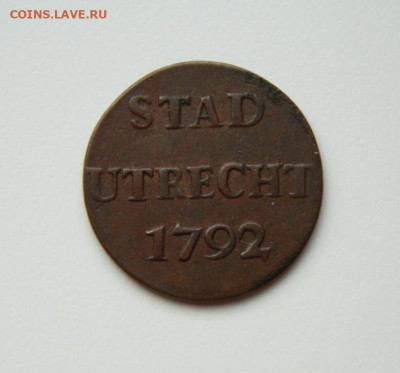 COINS.LAVE.RU
STAD
UTRECHT
1792